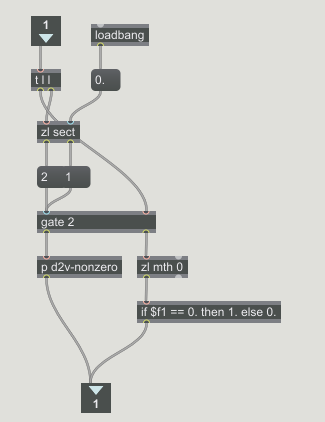 1
loadbang
t l l
0.
zl sect
2
1
gate 2
p d2v-nonzero
zl mth 0
if $f1 == 0. then 1. else 0.
1